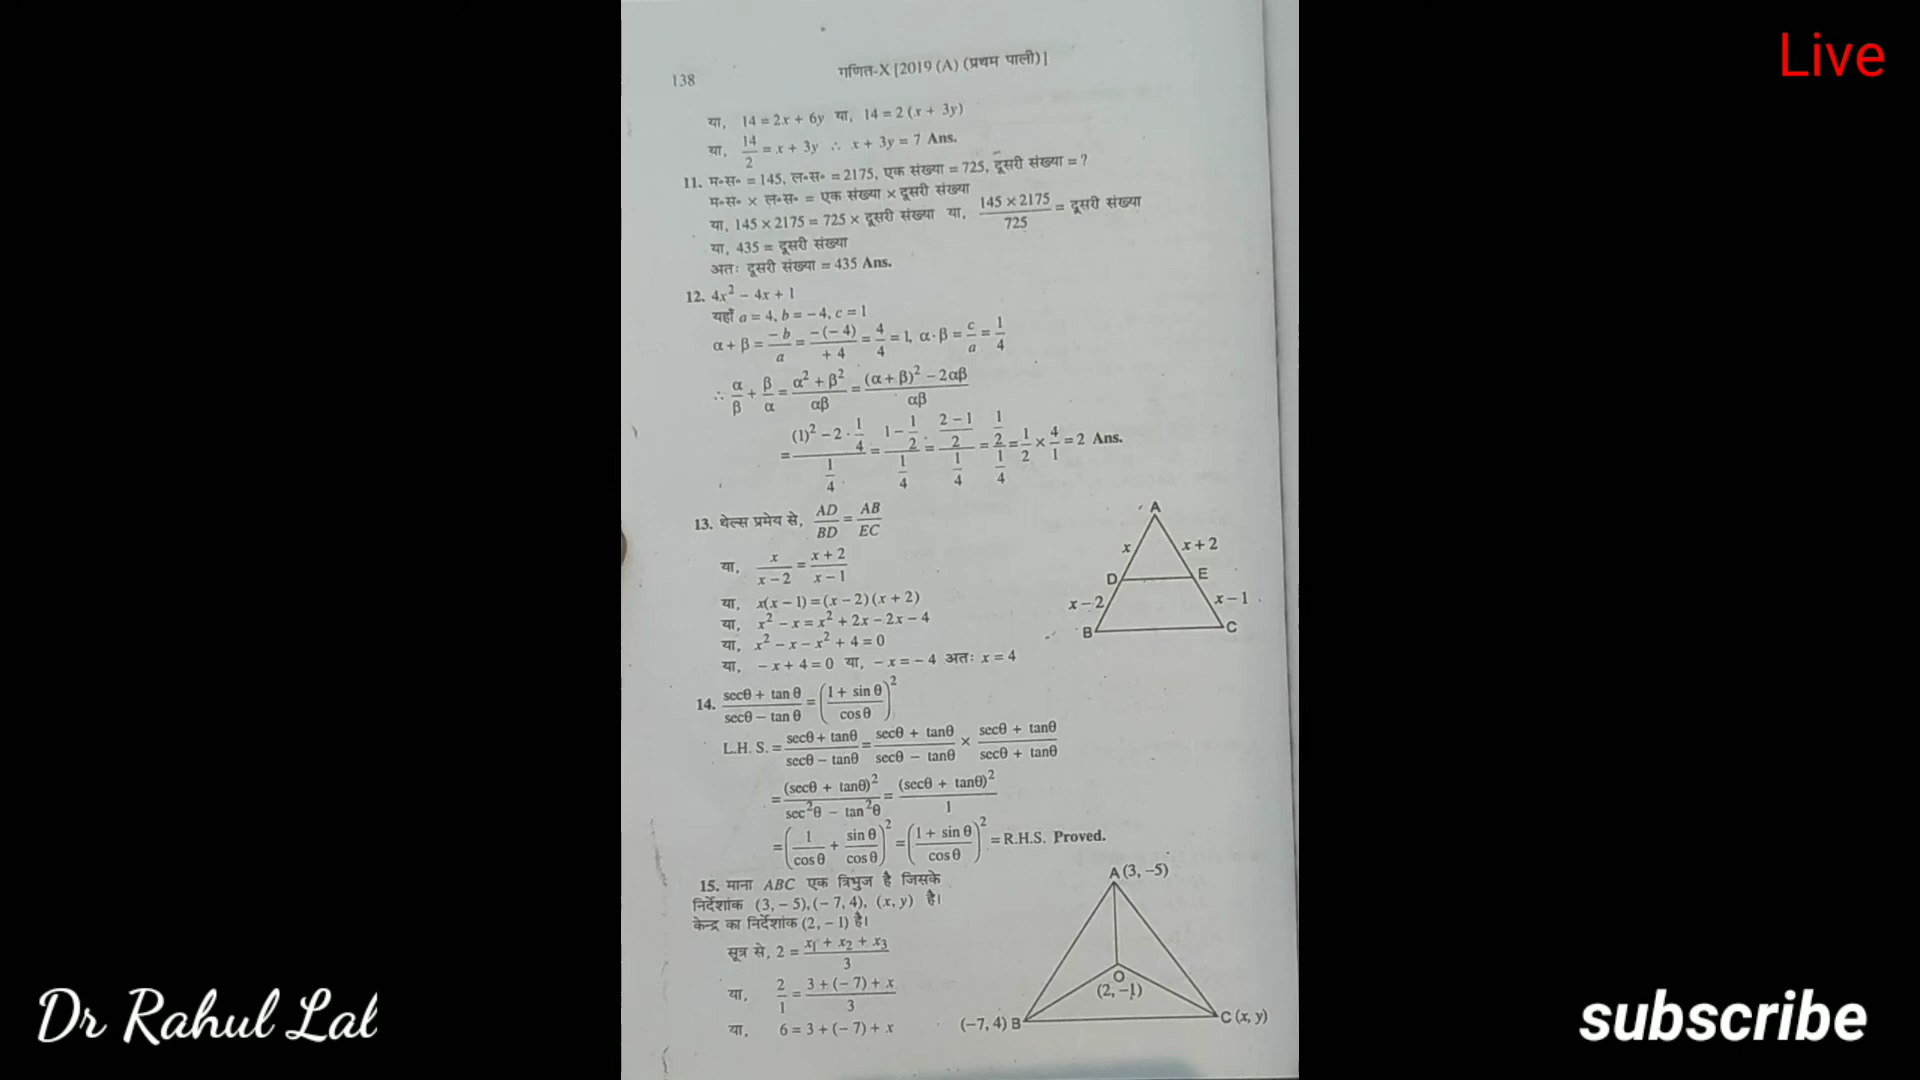 Live
138
गणित-X [2019 (A) (प्रथम पाली)]
या, 14 = 2x + 6y या, 14 = 2 (x + 3y)
या, 14/2 = x + 3y ∴ x + 3y = 7 Ans.
11. म॰स॰ = 145, ल॰स॰ = 2175, एक संख्या = 725, दूसरी संख्या = ?
म॰स॰ × ल॰स॰ = एक संख्या × दूसरी संख्या
या, 145 × 2175 = 725 × दूसरी संख्या या, (145 × 2175)/725 = दूसरी संख्या
या, 435 = दूसरी संख्या
अतः दूसरी संख्या = 435 Ans.
12. 4x² – 4x + 1
यहाँ a = 4, b = – 4, c = 1
α + β = –b/a = –(–4)/+4 = 4/4 = 1, α·β = c/a = 1/4
∴ α/β + β/α = (α² + β²)/αβ = ((α + β)² – 2αβ)/αβ
= ((1)² – 2·1/4)/(1/4) = (1 – 1/2)/(1/4) = ((2 – 1)/2)/(1/4) = (1/2)/(1/4) = 1/2 × 4/1 = 2 Ans.
13. थेल्स प्रमेय से, AD/BD = AB/EC
या, x/(x – 2) = (x + 2)/(x – 1)
या, x(x – 1) = (x – 2)(x + 2)
या, x² – x = x² + 2x – 2x – 4
या, x² – x – x² + 4 = 0
या, – x + 4 = 0 या, – x = – 4 अतः x = 4
A
x x + 2
D E
x – 2 x – 1
B C
14. (secθ + tan θ)/(secθ – tan θ) = ((1 + sin θ)/cos θ)²
L.H. S. = (secθ + tanθ)/(secθ – tanθ) = (secθ + tanθ)/(secθ – tanθ) × (secθ + tanθ)/(secθ + tanθ)
= (secθ + tanθ)²/(sec²θ – tan²θ) = (secθ + tanθ)²/1
= (1/cos θ + sin θ/cos θ)² = ((1 + sin θ)/cos θ)² = R.H.S. Proved.
15. माना ABC एक त्रिभुज है जिसके
निर्देशांक (3, – 5), (– 7, 4), (x, y) है।
केन्द्र का निर्देशांक (2, – 1) है।
सूत्र से, 2 = (x₁ + x₂ + x₃)/3
या, 2/1 = (3 + (– 7) + x)/3
या, 6 = 3 + (– 7) + x
A (3, –5)
O
(2, –1)
(–7, 4) B
C (x, y)
Dr Rahul Lal
subscribe